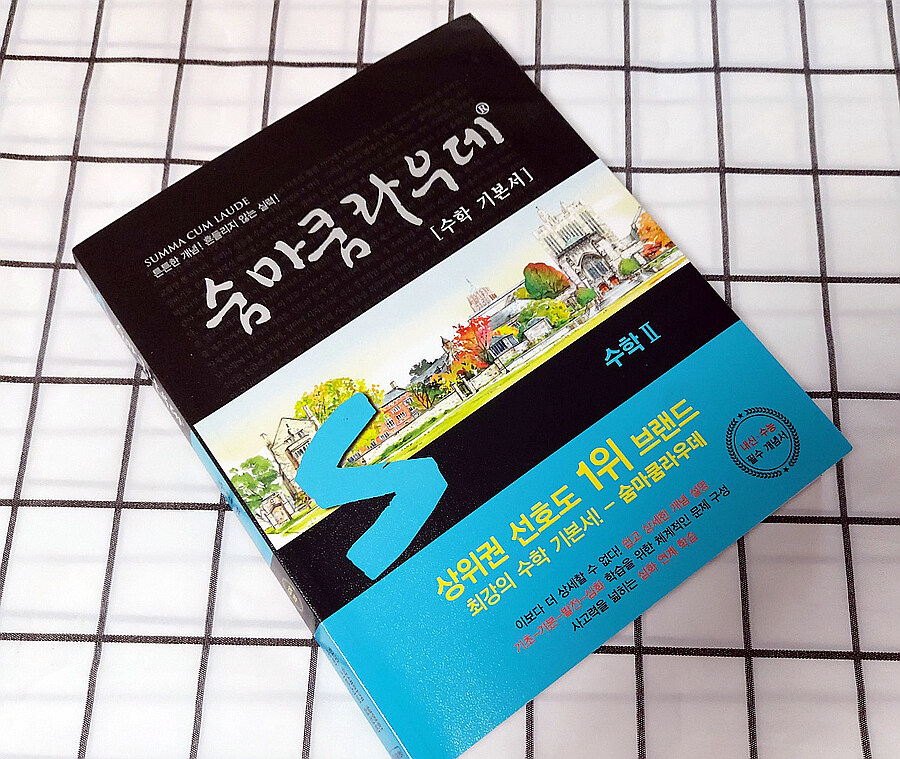 SUMMA CUM LAUDE
튼튼한 개념! 흔들리지 않는 실력!
숨마쿰라우데®
[수학 기본서]
수학Ⅱ
S
상위권 선호도 1위 브랜드
최강의 수학 기본서! - 숨마쿰라우데
내신·수능
필수 개념서
이보다 더 상세할 수 없다! 쉽고 상세한 개념 설명
기초-기본-발전-심화 학습을 위한 체계적인 문제 구성
사고력을 넓히는 심화 연계 학습